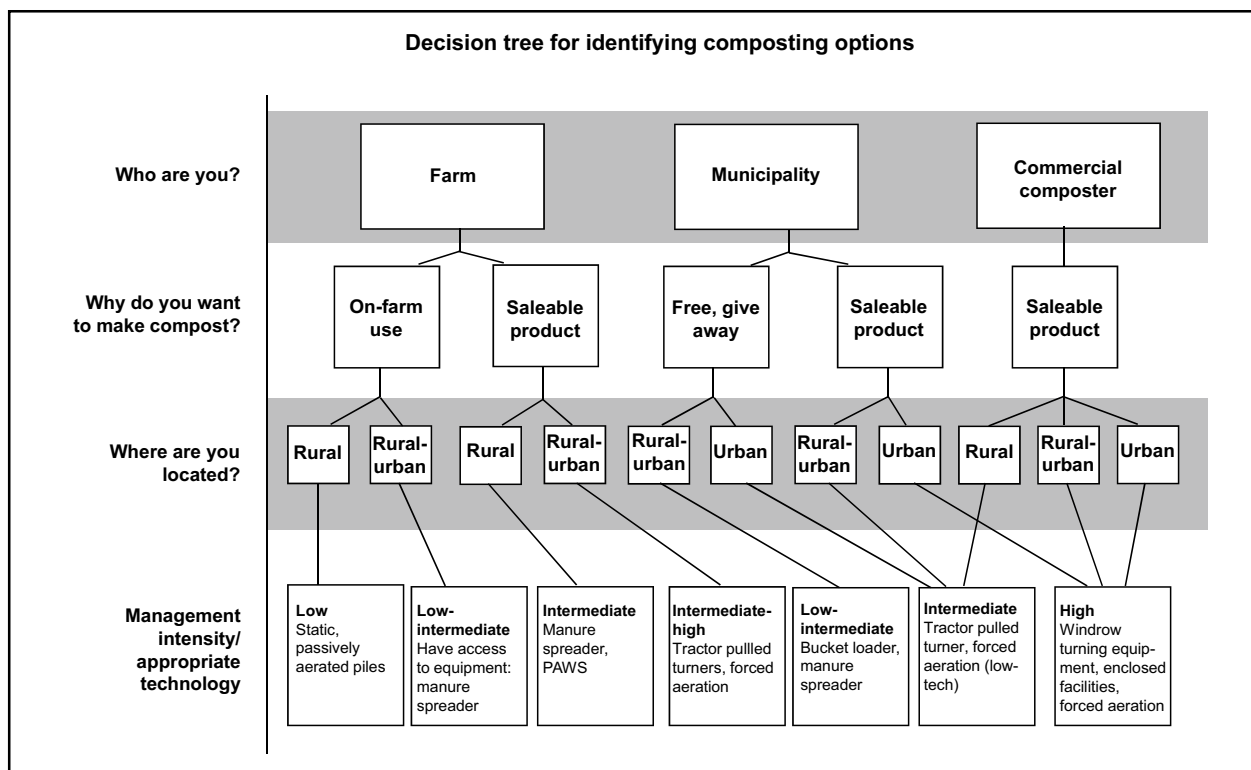 Decision tree for identifying composting options
Who are you?
Farm
Municipality
Commercial
composter
Why do you want
to make compost?
On-farm
use
Saleable
product
Free, give
away
Saleable
product
Saleable
product
Where are you
located?
Rural
Rural-
urban
Rural
Rural-
urban
Rural-
urban
Urban
Rural-
urban
Urban
Rural
Rural-
urban
Urban
Management
intensity/
appropriate
technology
Low
Static,
passively
aerated piles
Low-
intermediate
Have access
to equipment:
manure
spreader
Intermediate
Manure
spreader,
PAWS
Intermediate-
high
Tractor pullled
turners, forced
aeration
Low-
intermediate
Bucket loader,
manure
spreader
Intermediate
Tractor pulled
turner, forced
aeration (low-
tech)
High
Windrow
turning equip-
ment, enclosed
facilities,
forced aeration